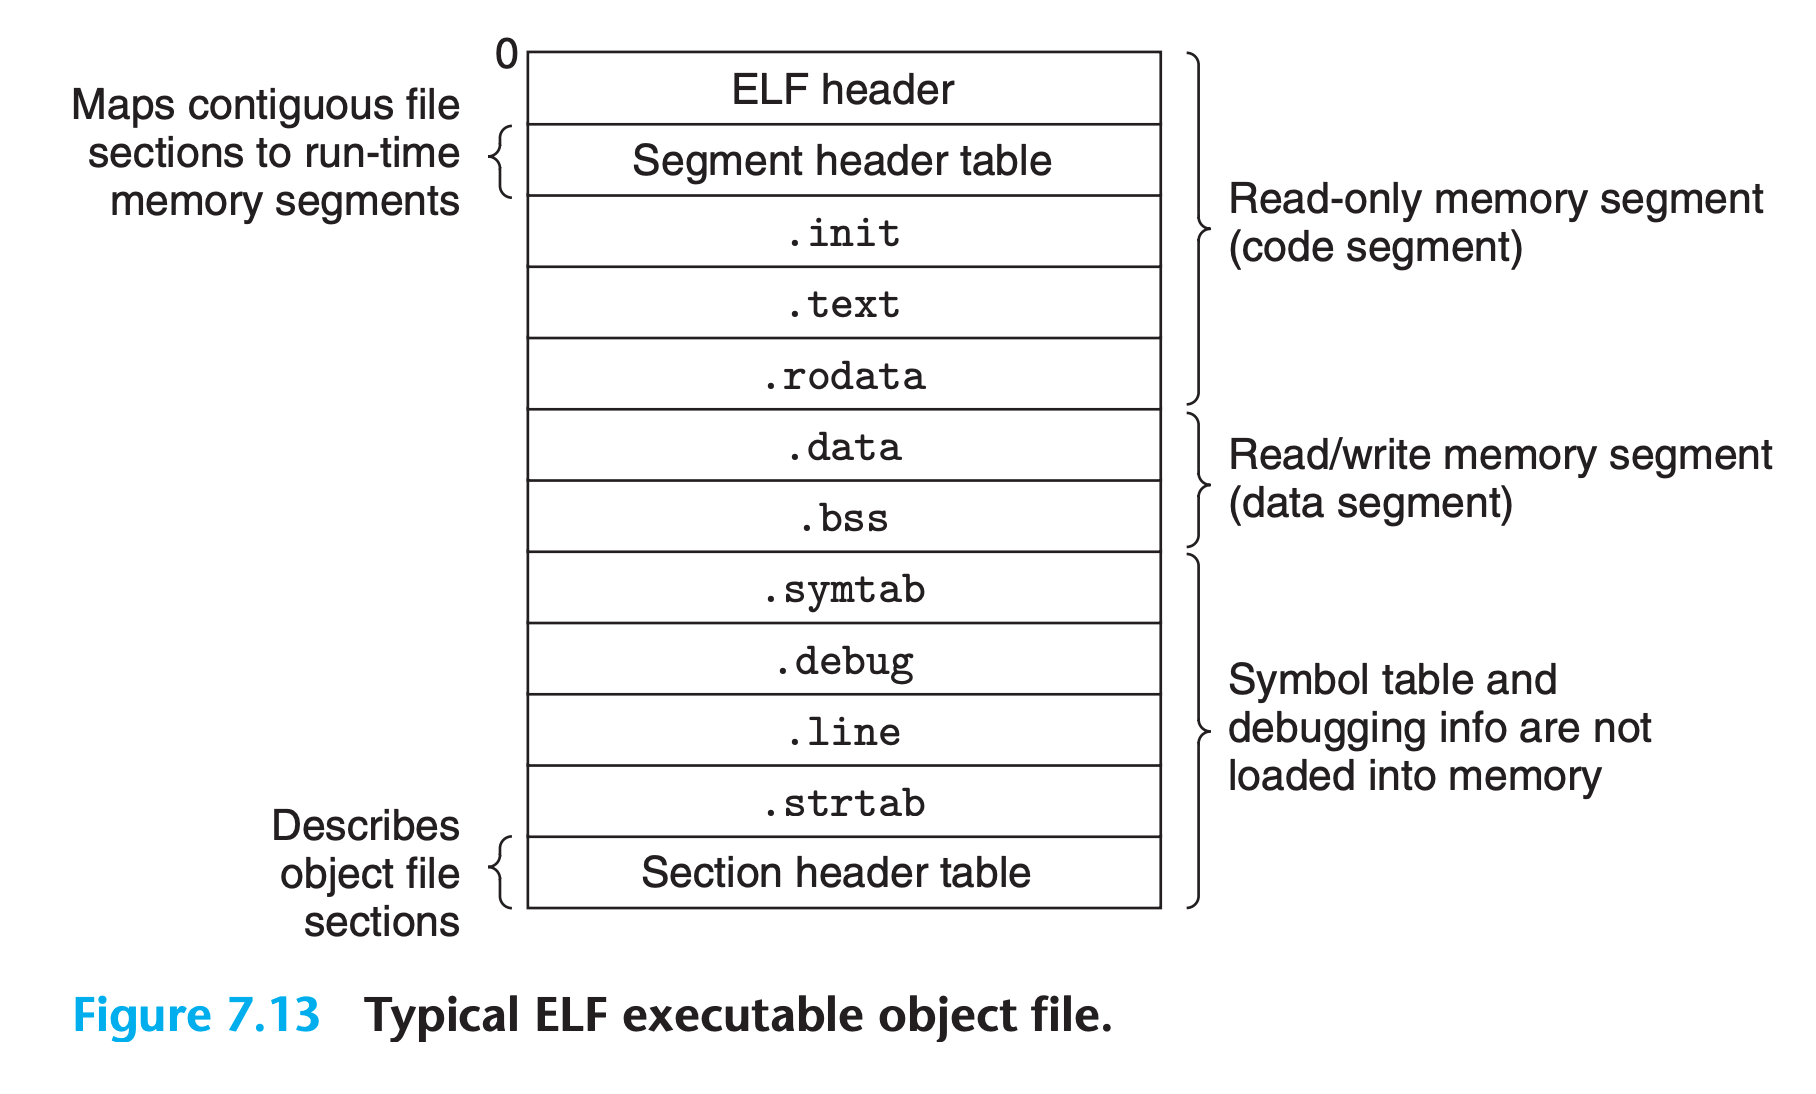 0
ELF header
Maps contiguous file
sections to run-time
memory segments
Segment header table
.init
.text
.rodata
Read-only memory segment
(code segment)
.data
.bss
Read/write memory segment
(data segment)
.symtab
.debug
.line
.strtab
Symbol table and
debugging info are not
loaded into memory
Describes
object file
sections
Section header table
Figure 7.13 Typical ELF executable object file.